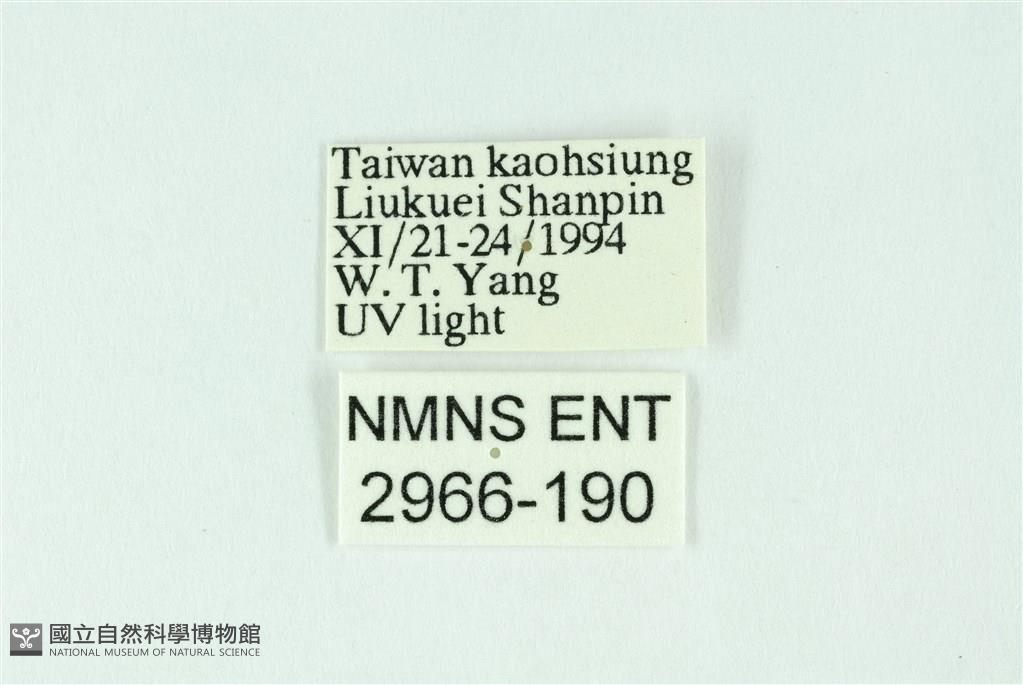 Taiwan kaohsiung
Liukuei Shanpin
XI/21-24/1994
W. T. Yang
UV light
NMNS ENT
2966-190
國立自然科學博物館
NATIONAL MUSEUM OF NATURAL SCIENCE